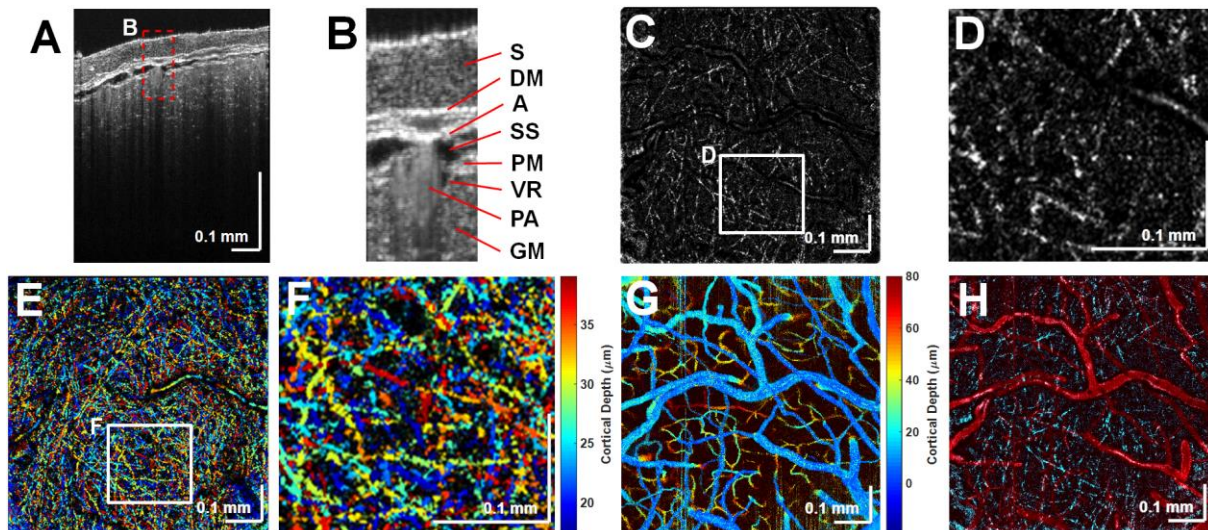 A
B
0.1 mm
B
S
DM
A
SS
PM
VR
PA
GM
C
D
0.1 mm
D
0.1 mm
E
F
0.1 mm
F
0.1 mm
35
30
25
20
Cortical Depth (μm)
G
0.1 mm
80
60
40
20
0
Cortical Depth (μm)
H
0.1 mm